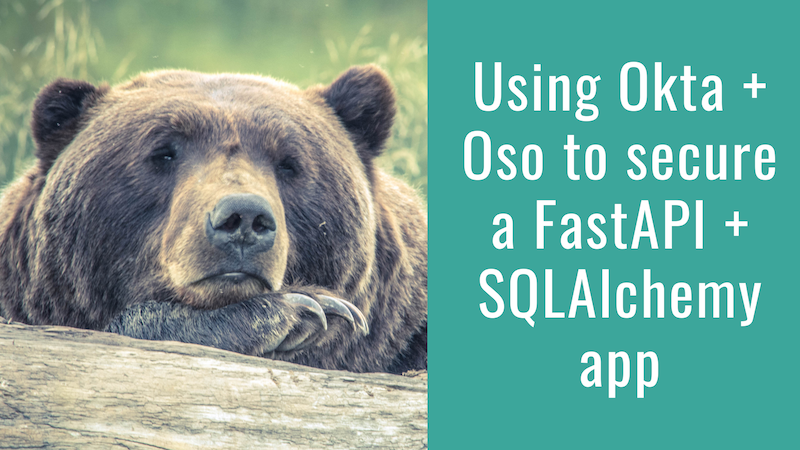 Using Okta +
Oso to secure
a FastAPI +
SQLAlchemy
app